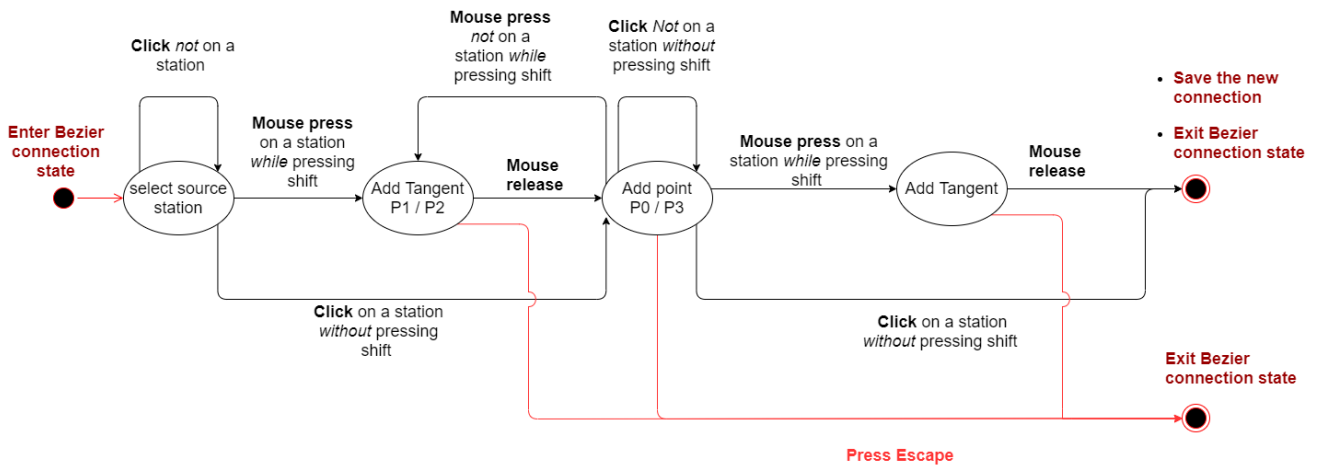 Click not on a
station
Mouse press
not on a
station while
pressing shift
Click Not on a
station without
pressing shift
Save the new
connection
Exit Bezier
connection state
Enter Bezier
connection
state
Mouse press
on a station
while pressing
shift
Mouse
release
Mouse press on a
station while pressing
shift
Mouse
release
select source
station
Add Tangent
P1 / P2
Add point
P0 / P3
Add Tangent
Click on a station
without pressing
shift
Click on a station
without pressing shift
Exit Bezier
connection state
Press Escape